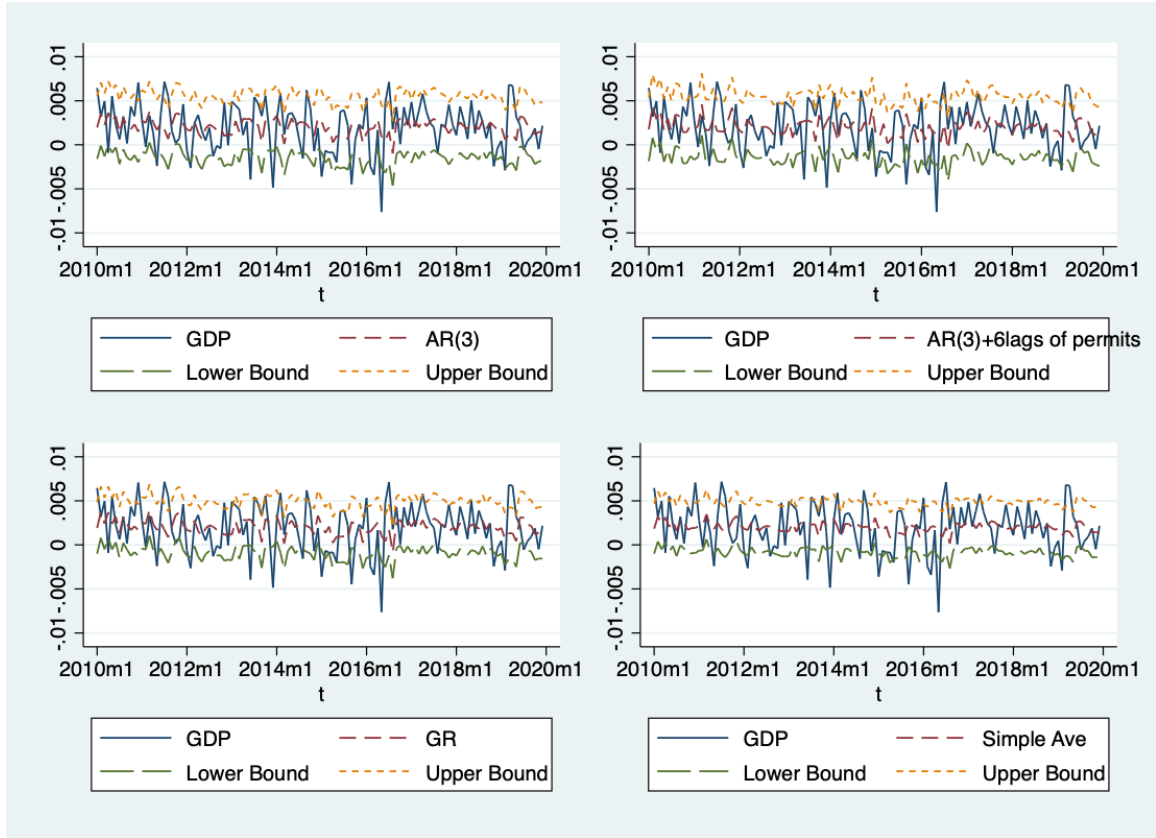 .01
.005
0
-.005
-.01
2010m1 2012m1 2014m1 2016m1 2018m1 2020m1
t
GDP AR(3)
Lower Bound Upper Bound
.01
.005
0
-.005
-.01
2010m1 2012m1 2014m1 2016m1 2018m1 2020m1
t
GDP AR(3)+6lags of permits
Lower Bound Upper Bound
.01
.005
0
-.005
-.01
2010m1 2012m1 2014m1 2016m1 2018m1 2020m1
t
GDP GR
Lower Bound Upper Bound
.01
.005
0
-.005
-.01
2010m1 2012m1 2014m1 2016m1 2018m1 2020m1
t
GDP Simple Ave
Lower Bound Upper Bound